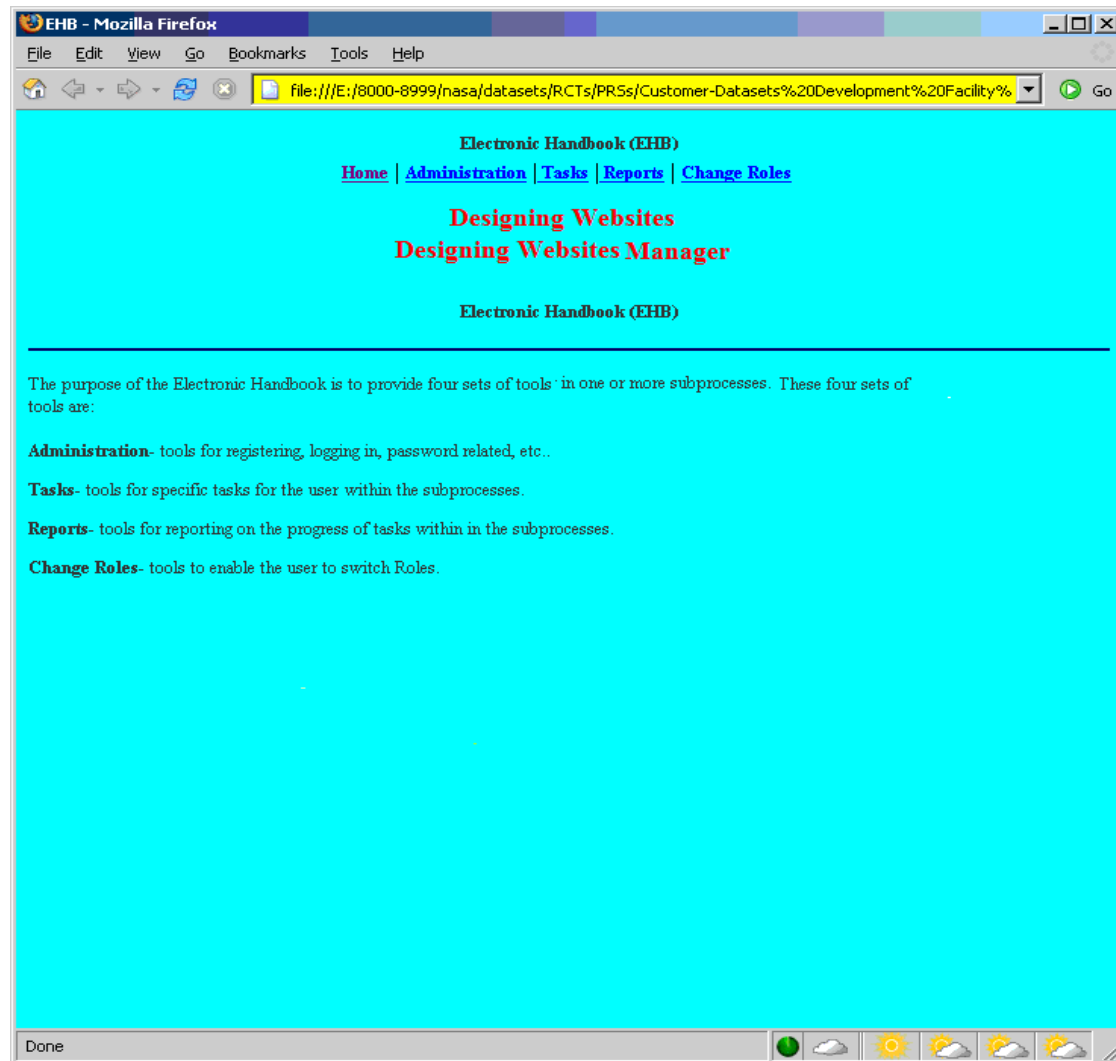 EHB - Mozilla Firefox
File Edit View Go Bookmarks Tools Help
file:///E:/8000-8999/nasa/datasets/RCTs/PRSs/Customer-Datasets%20Development%20Facility% Go
Electronic Handbook (EHB)
Home | Administration | Tasks | Reports | Change Roles
Designing Websites
Designing Websites Manager
Electronic Handbook (EHB)
The purpose of the Electronic Handbook is to provide four sets of tools in one or more subprocesses. These four sets of
tools are:
Administration- tools for registering, logging in, password related, etc..
Tasks- tools for specific tasks for the user within the subprocesses.
Reports- tools for reporting on the progress of tasks within in the subprocesses.
Change Roles- tools to enable the user to switch Roles.
Done